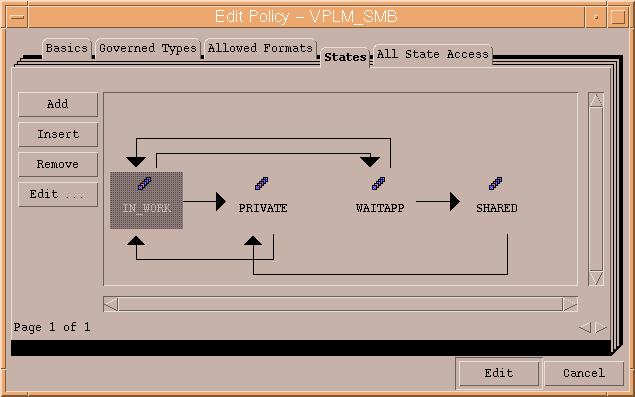 Edit Policy – VPLM_SMB
Basics Governed Types Allowed Formats States All State Access
Add
Insert
Remove
Edit ...
IN_WORK PRIVATE WAITAPP SHARED
Page 1 of 1
Edit Cancel